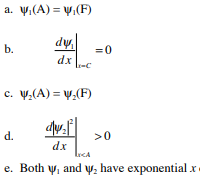 a. ψ₁(A) = ψ₁(F)
b. dψ₁/dx |ₓ₌C = 0
c. ψ₂(A) = ψ₂(F)
d. d|ψ₂|²/dx |ₓ<A > 0
e. Both ψ₁ and ψ₂ have exponential x